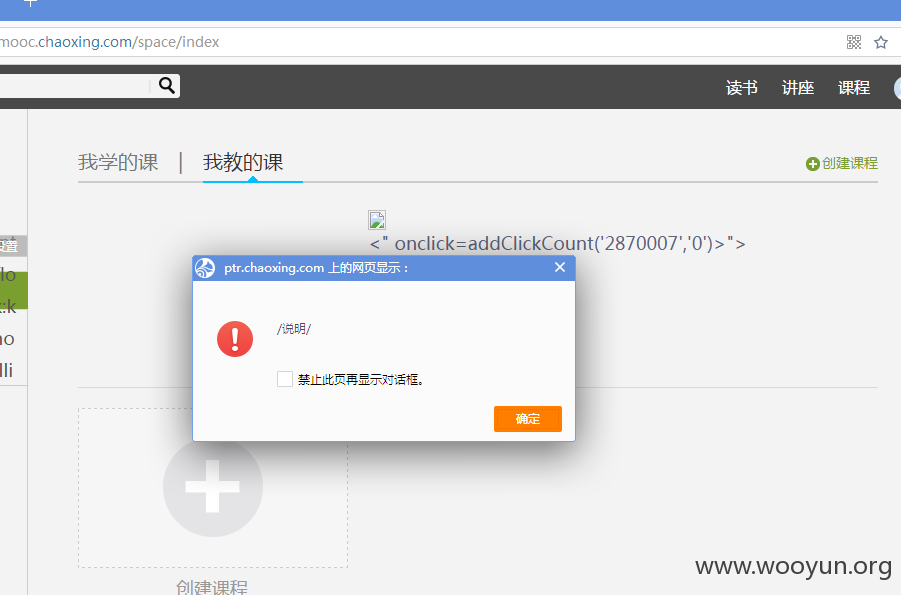 mooc.chaoxing.com/space/index
读书 讲座 课程
我学的课 | 我教的课
创建课程
<" onclick=addClickCount('2870007','0')>">
设置
lo
:k
no
lli
ptr.chaoxing.com 上的网页显示：
/说明/
禁止此页再显示对话框。
确定
创建课程
www.wooyun.org